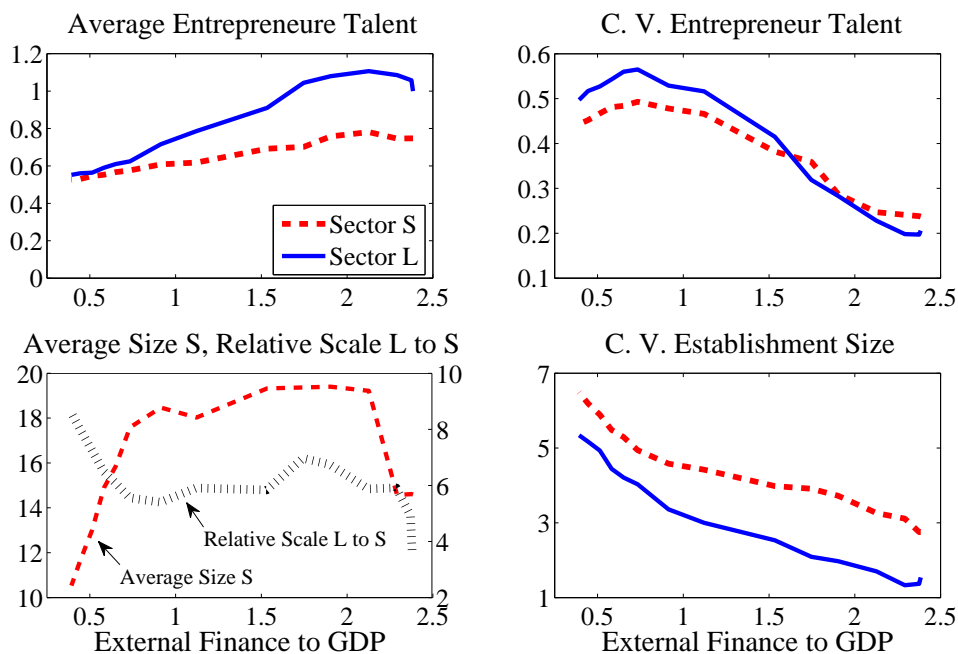 Average Entrepreneure Talent
1.2
1
0.8
0.6
0.4
0.2
0
0.5 1 1.5 2 2.5
Sector S
Sector L
C. V. Entrepreneur Talent
0.6
0.5
0.4
0.3
0.2
0.1
0.5 1 1.5 2 2.5
Average Size S, Relative Scale L to S
20
18
16
14
12
10
10
8
6
4
2
Relative Scale L to S
Average Size S
0.5 1 1.5 2 2.5
External Finance to GDP
C. V. Establishment Size
7
5
3
1
0.5 1 1.5 2 2.5
External Finance to GDP